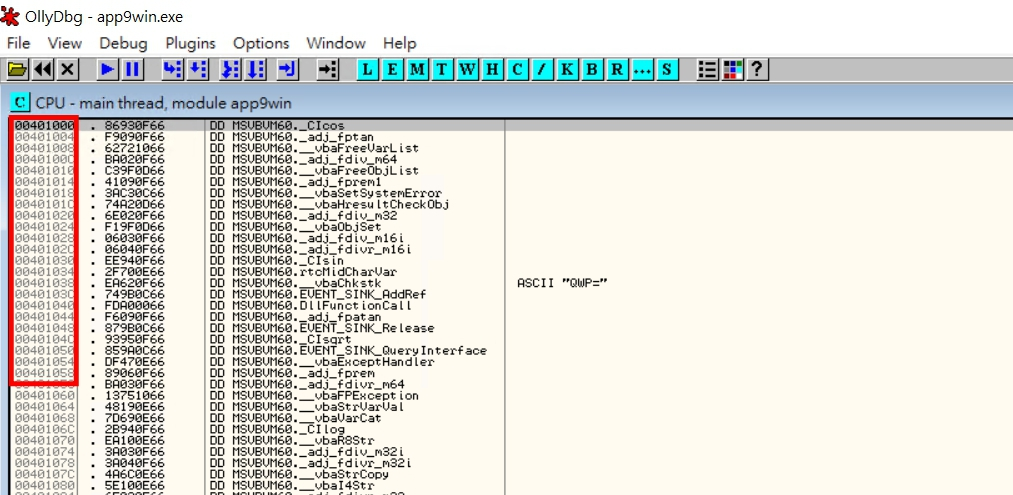 OllyDbg - app9win.exe
File View Debug Plugins Options Window Help
L E M T W H C / K B R ... S ?
C CPU - main thread, module app9win
00401000 . 86930F66 DD MSVBVM60._CIcos
00401004 . F9090F66 DD MSVBVM60._adj_fptan
00401008 . 62721066 DD MSVBVM60.__vbaFreeVarList
0040100C . BA020F66 DD MSVBVM60._adj_fdiv_m64
00401010 . C39F0D66 DD MSVBVM60.__vbaFreeObjList
00401014 . 41090F66 DD MSVBVM60._adj_fprem1
00401018 . 3AC30C66 DD MSVBVM60.__vbaSetSystemError
0040101C . 74A20D66 DD MSVBVM60.__vbaHresultCheckObj
00401020 . 6E020F66 DD MSVBVM60._adj_fdiv_m32
00401024 . F19F0D66 DD MSVBVM60.__vbaObjSet
00401028 . 06030F66 DD MSVBVM60._adj_fdiv_m16i
0040102C . 06040F66 DD MSVBVM60._adj_fdivr_m16i
00401030 . EE940F66 DD MSVBVM60._CIsin
00401034 . 2F700E66 DD MSVBVM60.rtcMidCharVar
00401038 . EA620F66 DD MSVBVM60.__vbaChkstk ASCII "QWP="
0040103C . 749B0C66 DD MSVBVM60.EVENT_SINK_AddRef
00401040 . FDA00066 DD MSVBVM60.DllFunctionCall
00401044 . F6090F66 DD MSVBVM60._adj_fpatan
00401048 . 879B0C66 DD MSVBVM60.EVENT_SINK_Release
0040104C . 93950F66 DD MSVBVM60._CIsqrt
00401050 . 859A0C66 DD MSVBVM60.EVENT_SINK_QueryInterface
00401054 . DF470E66 DD MSVBVM60.__vbaExceptHandler
00401058 . 89060F66 DD MSVBVM60._adj_fprem
. BA030F66 DD MSVBVM60._adj_fdivr_m64
00401060 . 13751066 DD MSVBVM60.__vbaFPException
00401064 . 48190E66 DD MSVBVM60.__vbaStrVarVal
00401068 . 7D690E66 DD MSVBVM60.__vbaVarCat
0040106C . 2B940F66 DD MSVBVM60._CIlog
00401070 . EA100E66 DD MSVBVM60.__vbaR8Str
00401074 . 3A030F66 DD MSVBVM60._adj_fdiv_m32i
00401078 . 3A040F66 DD MSVBVM60._adj_fdivr_m32i
0040107C . 4A6C0E66 DD MSVBVM60.__vbaStrCopy
00401080 . 5E100E66 DD MSVBVM60.__vbaI4Str